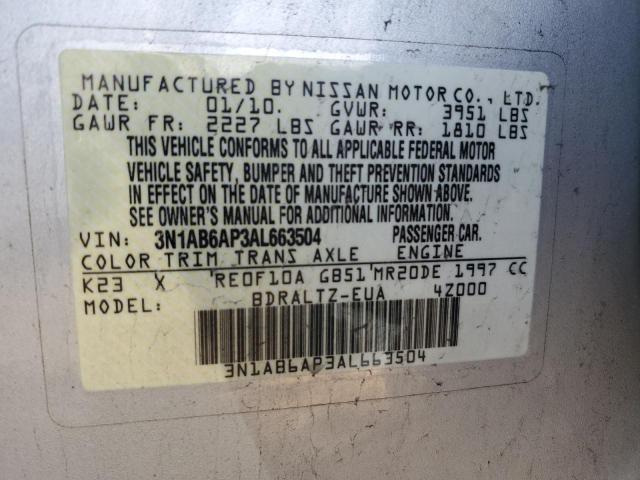 MANUFACTURED BY NISSAN MOTOR CO., LTD.
DATE: 01/10. GVWR: 3951 LBS
GAWR FR: 2227 LBS GAWR RR: 1810 LBS
THIS VEHICLE CONFORMS TO ALL APPLICABLE FEDERAL MOTOR
VEHICLE SAFETY, BUMPER AND THEFT PREVENTION STANDARDS
IN EFFECT ON THE DATE OF MANUFACTURE SHOWN ABOVE.
SEE OWNER'S MANUAL FOR ADDITIONAL INFORMATION.
VIN: 3N1AB6AP3AL663504 PASSENGER CAR.
COLOR TRIM TRANS AXLE ENGINE
K23 X RE0F10A GB51 MR20DE 1997 CC
MODEL: BDRALTZ-EUA 4Z000
3N1AB6AP3AL663504